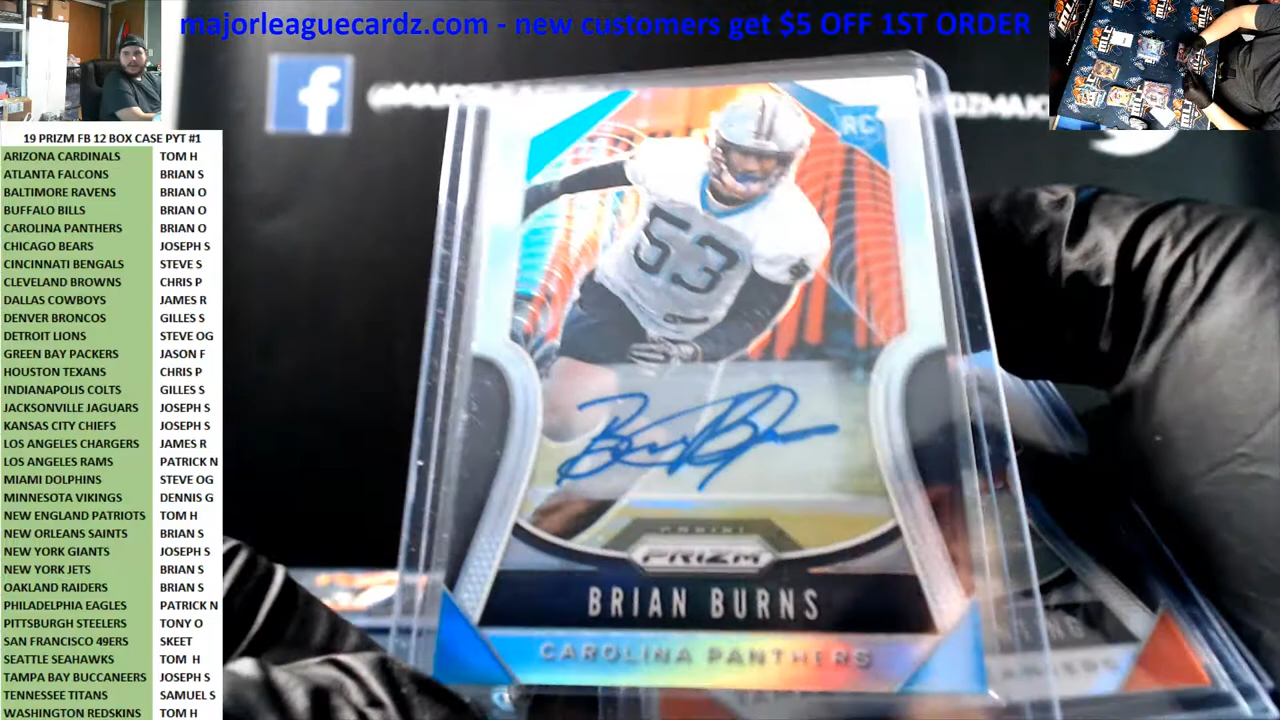 majorleaguecardz.com - new customers get $5 OFF 1ST ORDER
19 PRIZM FB 12 BOX CASE PYT #1
ARIZONA CARDINALS TOM H
ATLANTA FALCONS BRIAN S
BALTIMORE RAVENS BRIAN O
BUFFALO BILLS BRIAN O
CAROLINA PANTHERS BRIAN O
CHICAGO BEARS JOSEPH S
CINCINNATI BENGALS STEVE S
CLEVELAND BROWNS CHRIS P
DALLAS COWBOYS JAMES R
DENVER BRONCOS GILLES S
DETROIT LIONS STEVE OG
GREEN BAY PACKERS JASON F
HOUSTON TEXANS CHRIS P
INDIANAPOLIS COLTS GILLES S
JACKSONVILLE JAGUARS JOSEPH S
KANSAS CITY CHIEFS JOSEPH S
LOS ANGELES CHARGERS JAMES R
LOS ANGELES RAMS PATRICK N
MIAMI DOLPHINS STEVE OG
MINNESOTA VIKINGS DENNIS G
NEW ENGLAND PATRIOTS TOM H
NEW ORLEANS SAINTS BRIAN S
NEW YORK GIANTS JOSEPH S
NEW YORK JETS BRIAN S
OAKLAND RAIDERS BRIAN S
PHILADELPHIA EAGLES PATRICK N
PITTSBURGH STEELERS TONY O
SAN FRANCISCO 49ERS SKEET
SEATTLE SEAHAWKS TOM H
TAMPA BAY BUCCANEERS JOSEPH S
TENNESSEE TITANS SAMUEL S
WASHINGTON REDSKINS TOM H
f
RC
53
PANINI
PRIZM
BRIAN BURNS
CAROLINA PANTHERS